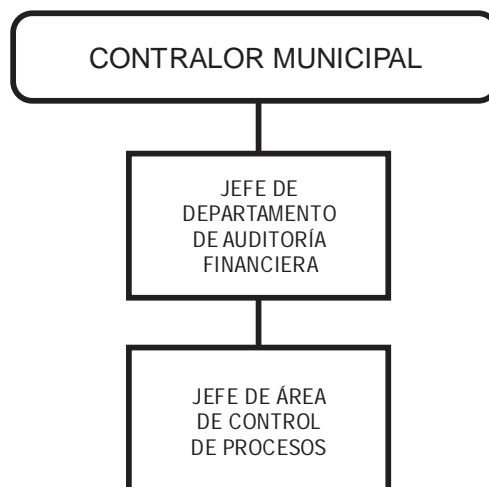 CONTRALOR MUNICIPAL
JEFE DE
DEPARTAMENTO
DE AUDITORÍA
FINANCIERA
JEFE DE ÁREA
DE CONTROL
DE PROCESOS